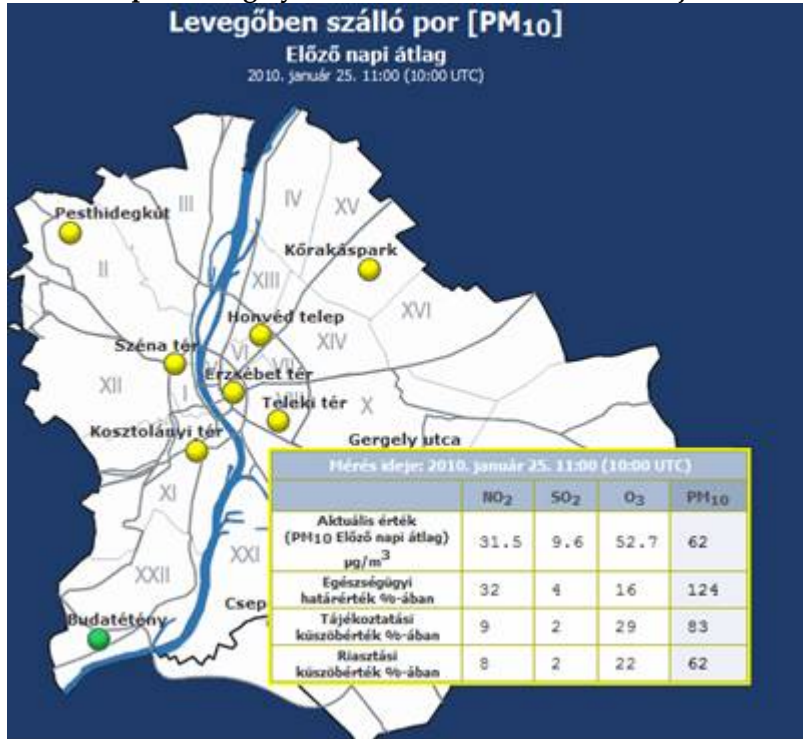 Levegőben szálló por [PM10]
Előző napi átlag
2010. január 25. 11:00 (10:00 UTC)
III
IV
XV
Pesthidegkút
II
Kőrakáspark
XIII
XVI
Honvéd telep
XIV
Széna tér
VI
VII
XII
I
Erzsébet tér
Teleki tér
X
Kosztolányi tér
Gergely utca
XI
XXI
XXII
Csep
Budatétény
Mérés ideje: 2010. január 25. 11:00 (10:00 UTC)
NO2 SO2 O3 PM10
Aktuális érték
(PM10 Előző napi átlag)
µg/m3
31.5 9.6 52.7 62
Egészségügyi
határérték %-ában
32 4 16 124
Tájékoztatási
küszöbérték %-ában
9 2 29 83
Riasztási
küszöbérték %-ában
8 2 22 62